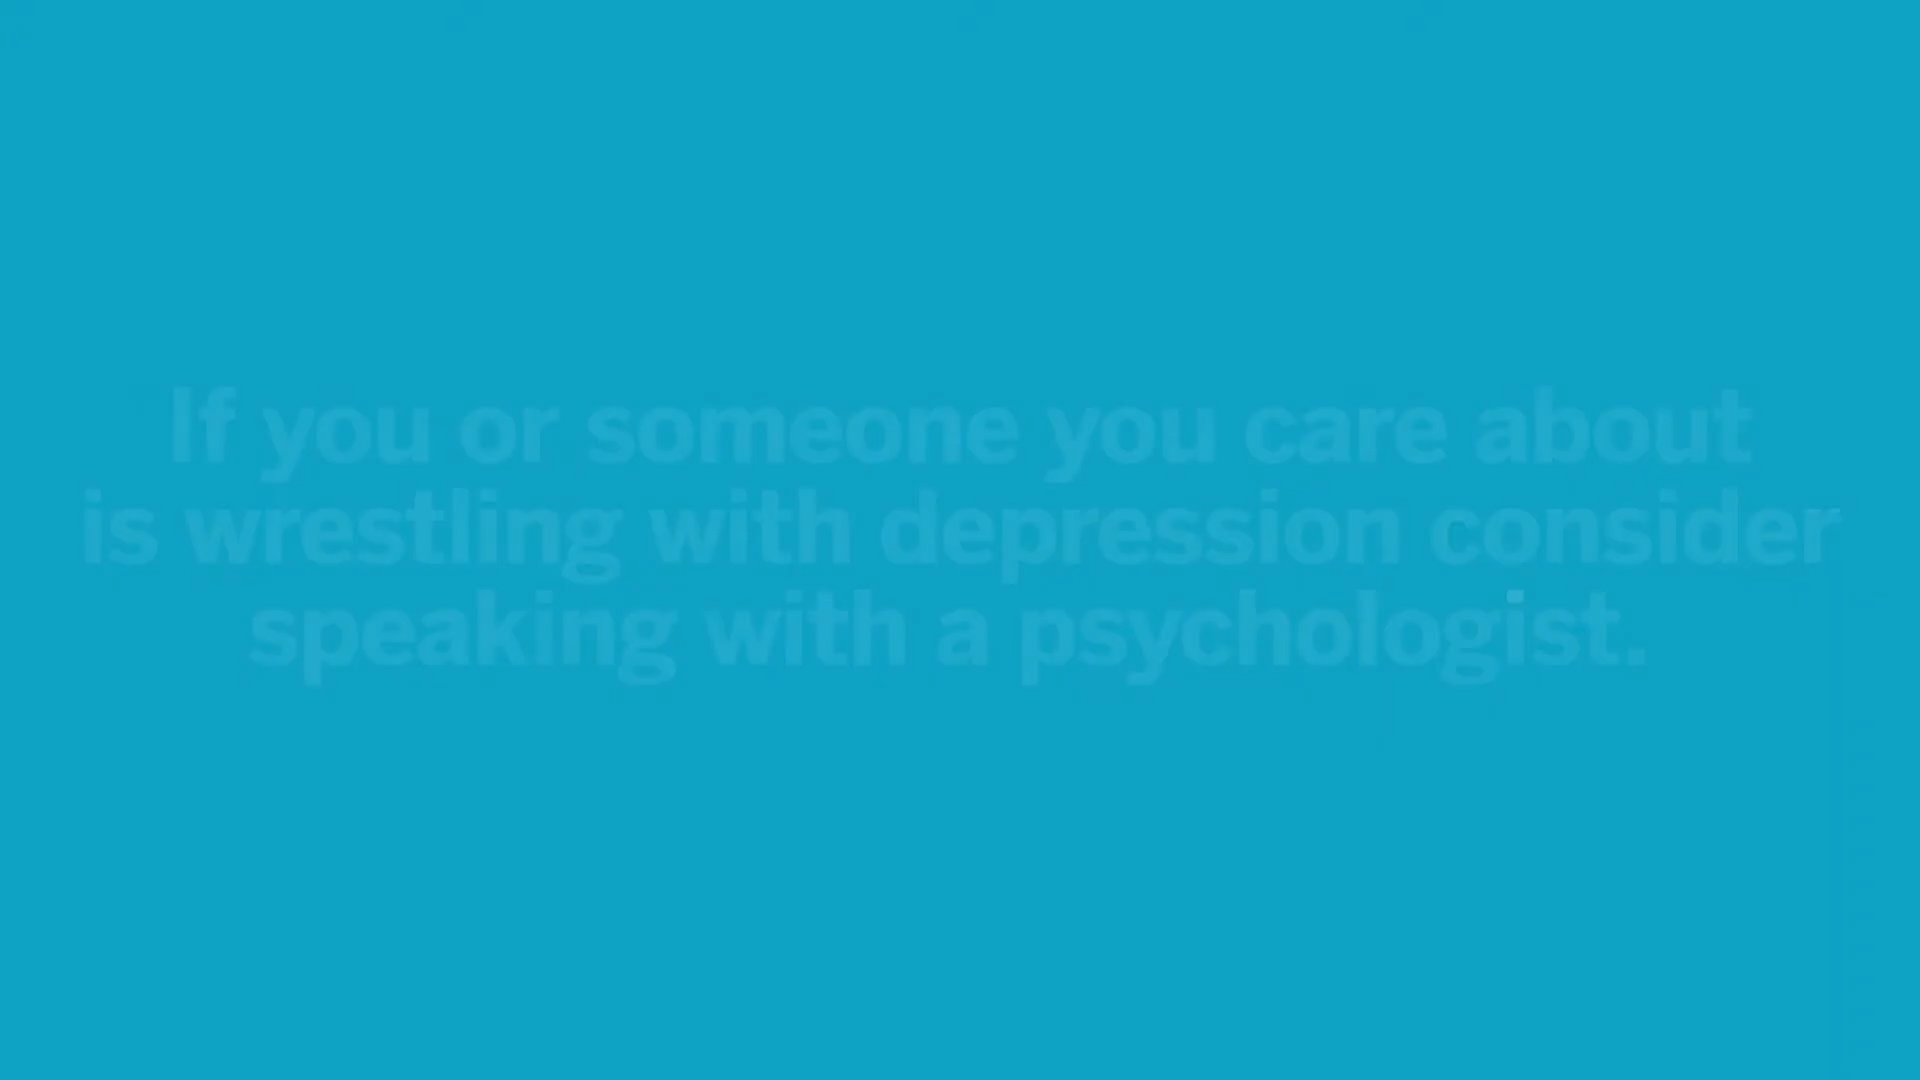 If you or someone you care about
is wrestling with depression consider
speaking with a psychologist.